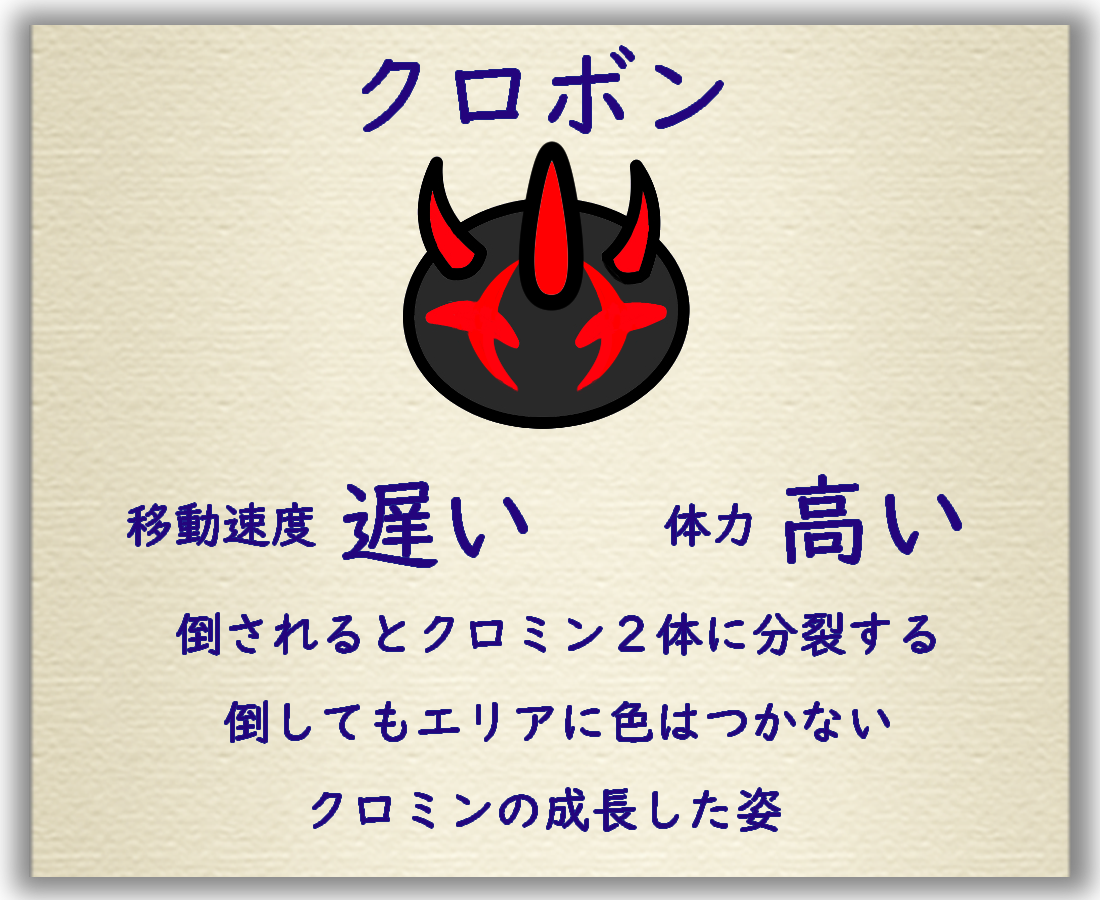 クロボン
移動速度 遅い 体力 高い
倒されるとクロミン２体に分裂する
倒してもエリアに色はつかない
クロミンの成長した姿